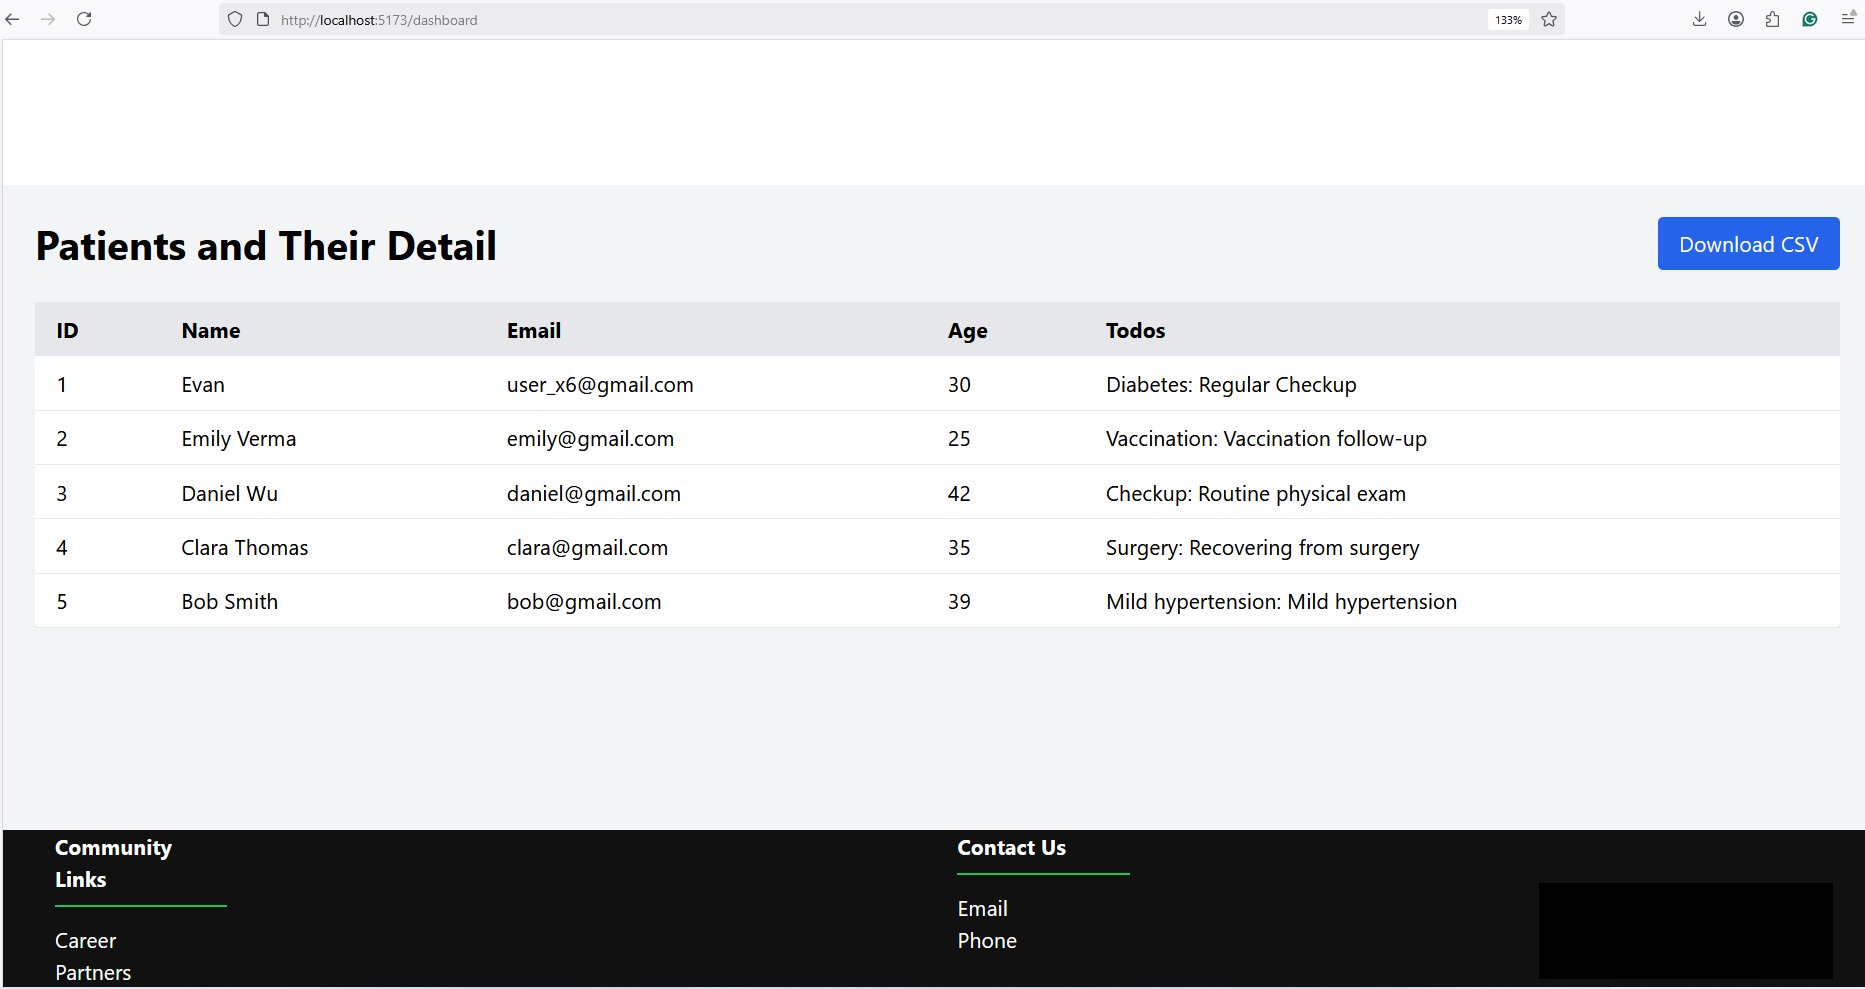 http://localhost:5173/dashboard 133%
Patients and Their Detail Download CSV
ID Name Email Age Todos
1 Evan user_x6@gmail.com 30 Diabetes: Regular Checkup
2 Emily Verma emily@gmail.com 25 Vaccination: Vaccination follow-up
3 Daniel Wu daniel@gmail.com 42 Checkup: Routine physical exam
4 Clara Thomas clara@gmail.com 35 Surgery: Recovering from surgery
5 Bob Smith bob@gmail.com 39 Mild hypertension: Mild hypertension
Community
Links
Career
Partners
Contact Us
Email
Phone